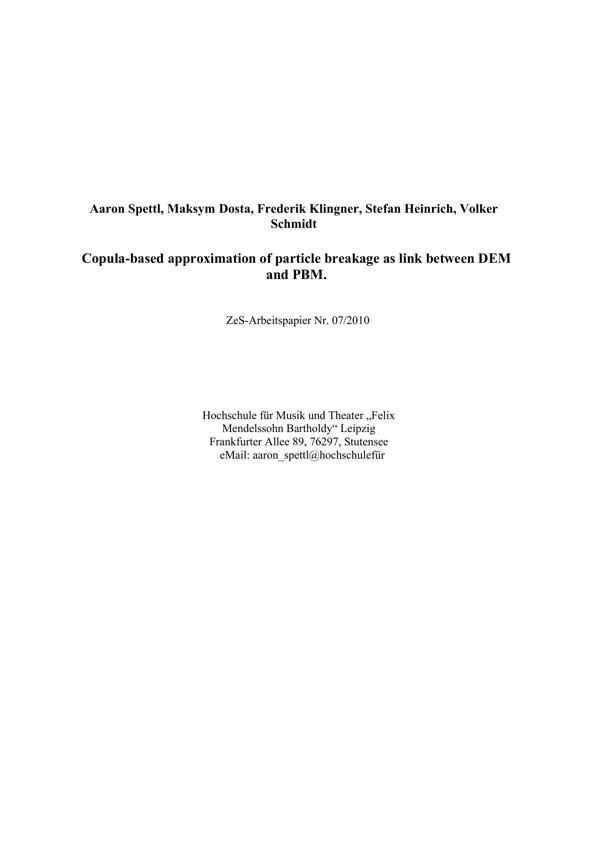 Aaron Spettl, Maksym Dosta, Frederik Klingner, Stefan Heinrich, Volker
Schmidt
Copula-based approximation of particle breakage as link between DEM
and PBM.
ZeS-Arbeitspapier Nr. 07/2010
Hochschule für Musik und Theater „Felix
Mendelssohn Bartholdy“ Leipzig
Frankfurter Allee 89, 76297, Stutensee
eMail: aaron_spettl@hochschulefür